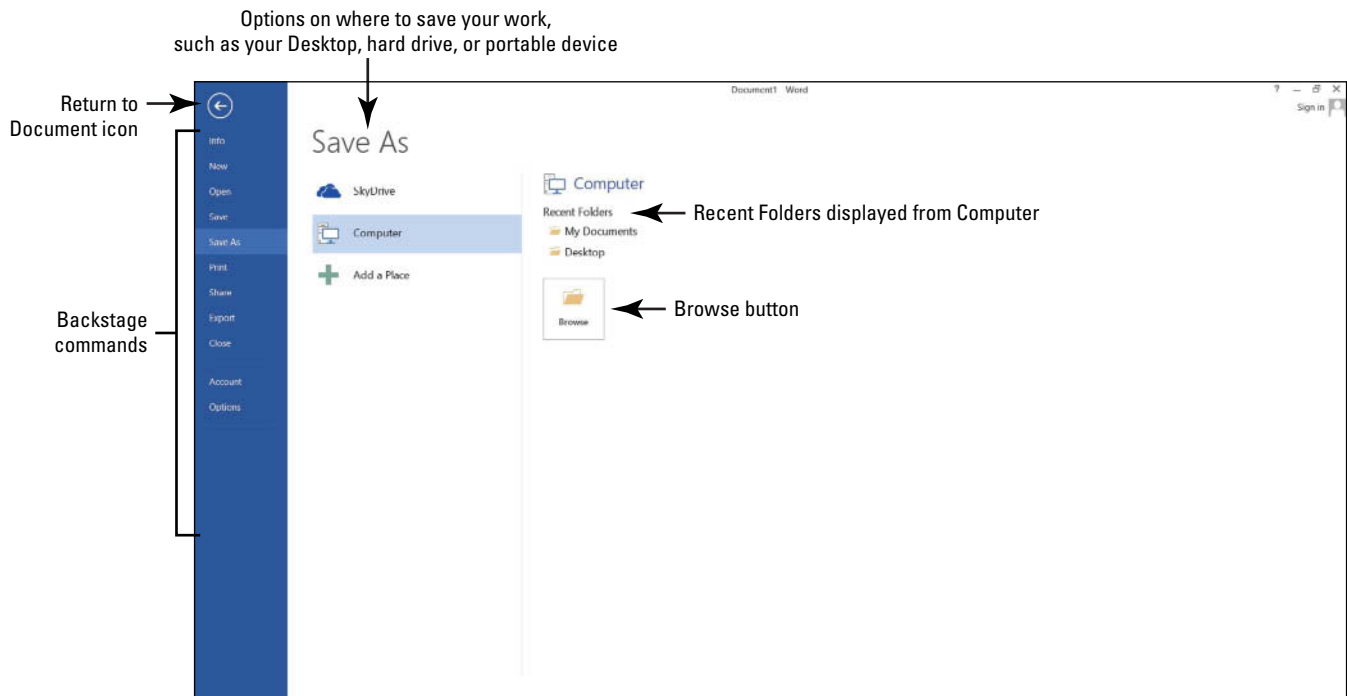 Options on where to save your work,
such as your Desktop, hard drive, or portable device
Return to
Document icon
Backstage
commands
Document1 Word
? – X
Sign in
Info
New
Open
Save
Save As
Print
Share
Export
Close
Account
Options
Save As
SkyDrive
Computer
Add a Place
Computer
Recent Folders
My Documents
Desktop
Browse
Recent Folders displayed from Computer
Browse button